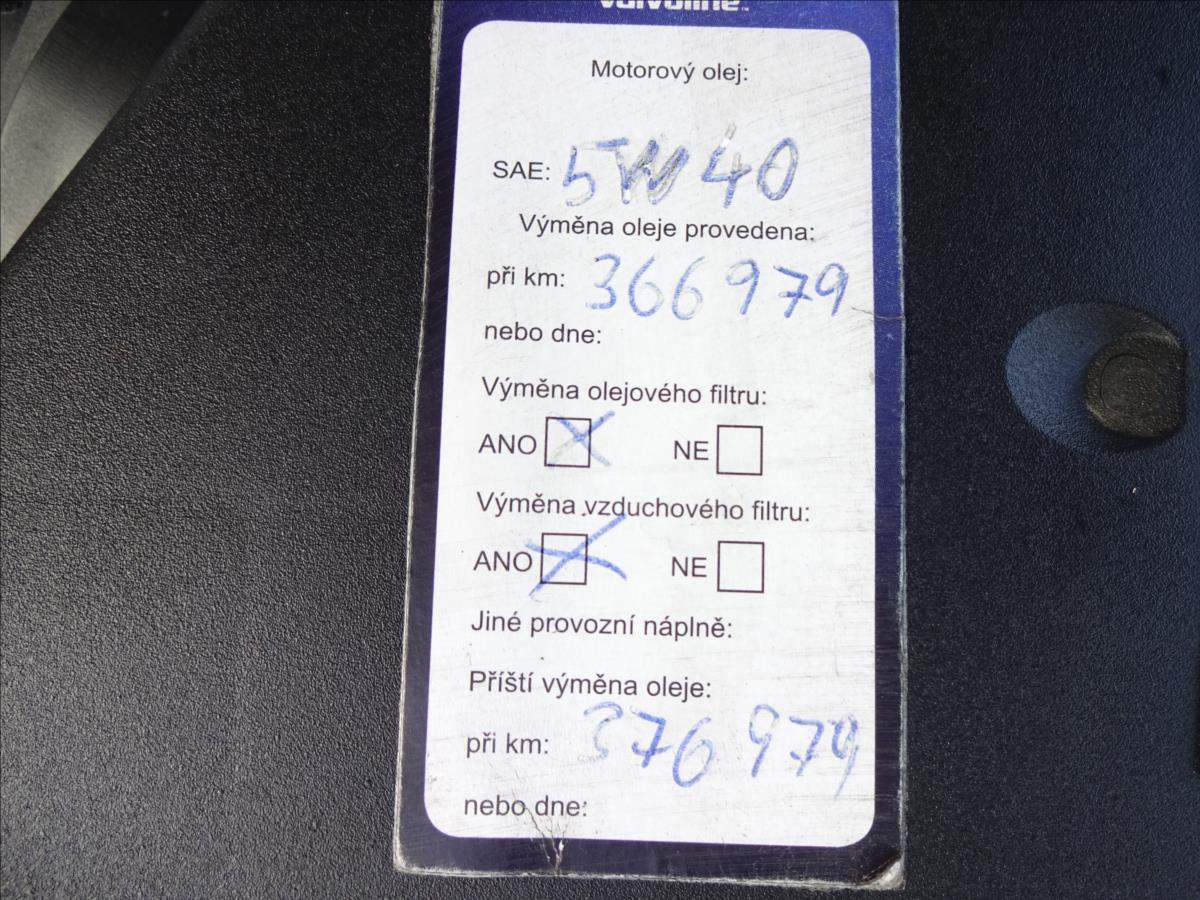 Valvoline™
Motorový olej:
SAE: 5W40
Výměna oleje provedena:
při km: 366979
nebo dne:
Výměna olejového filtru:
ANO NE
Výměna vzduchového filtru:
ANO NE
Jiné provozní náplně:
Příští výměna oleje:
při km: 376979
nebo dne: